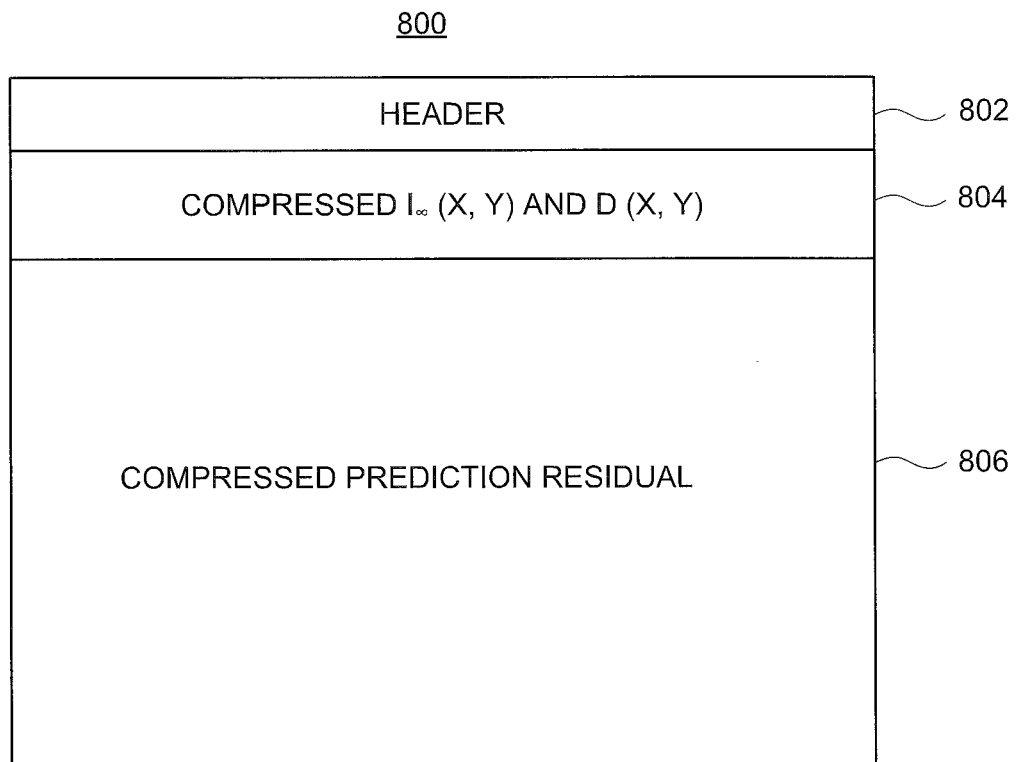 800
HEADER
802
COMPRESSED I∞ (X, Y) AND D (X, Y)
804
COMPRESSED PREDICTION RESIDUAL
806